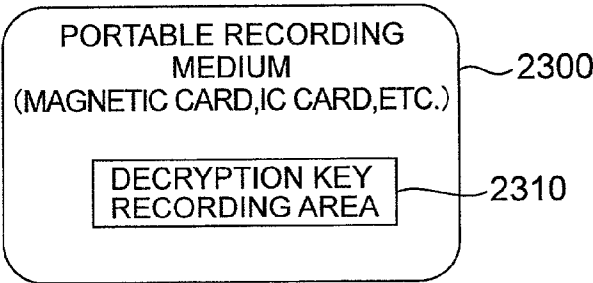 PORTABLE RECORDING
MEDIUM
(MAGNETIC CARD,IC CARD,ETC.)
2300
DECRYPTION KEY
RECORDING AREA
2310